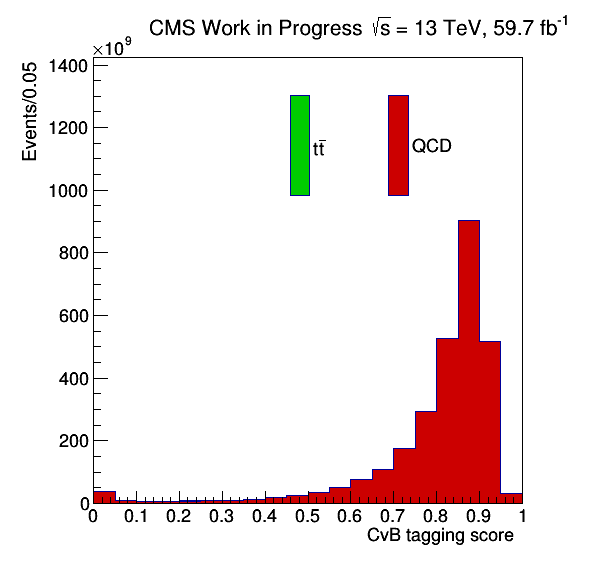 CMS Work in Progress √s = 13 TeV, 59.7 fb⁻¹
×10⁹
Events/0.05
1400
1200
1000
800
600
400
200
0
tt̄
QCD
0 0.1 0.2 0.3 0.4 0.5 0.6 0.7 0.8 0.9 1
CvB tagging score